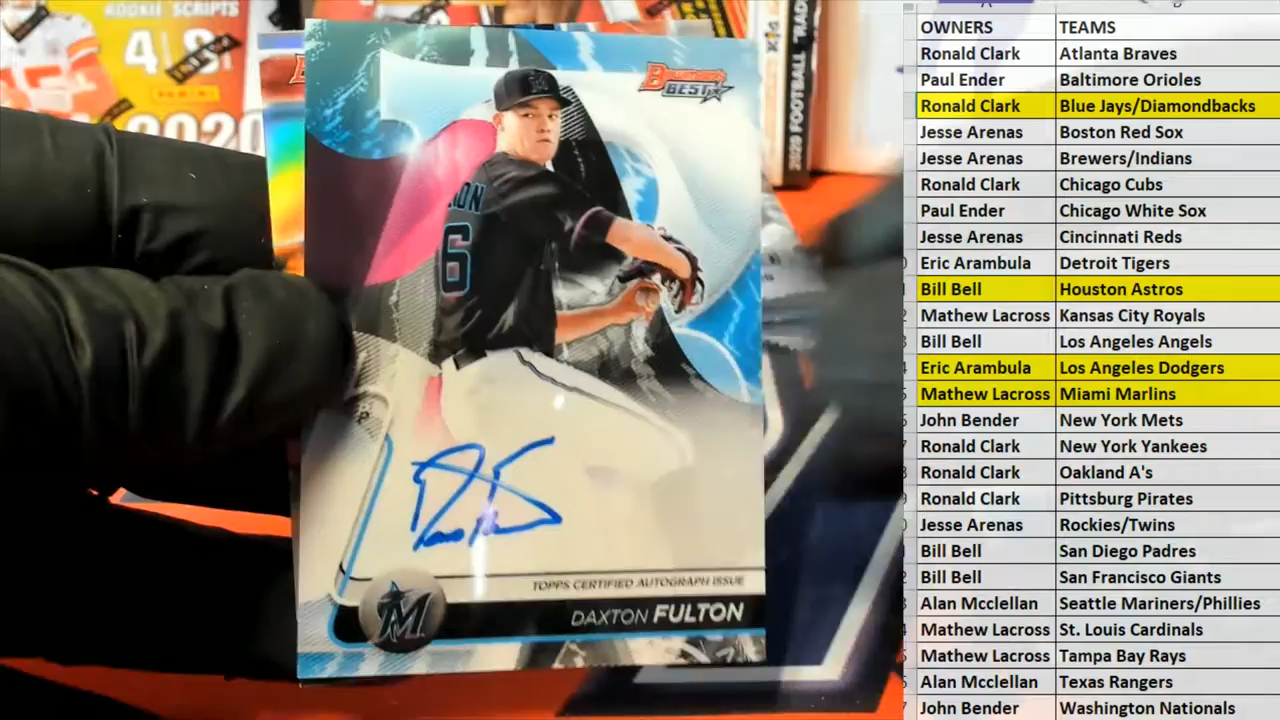 ROOKIE SCRIPTS
4
PANINI
2020
2020 FOOTBALL "RAD
BOWMAN'S
BEST
6
TOPPS CERTIFIED AUTOGRAPH ISSUE
DAXTON FULTON
M
OWNERS TEAMS
Ronald Clark Atlanta Braves
Paul Ender Baltimore Orioles
Ronald Clark Blue Jays/Diamondbacks
Jesse Arenas Boston Red Sox
Jesse Arenas Brewers/Indians
Ronald Clark Chicago Cubs
Paul Ender Chicago White Sox
Jesse Arenas Cincinnati Reds
Eric Arambula Detroit Tigers
Bill Bell Houston Astros
Mathew Lacross Kansas City Royals
Bill Bell Los Angeles Angels
Eric Arambula Los Angeles Dodgers
Mathew Lacross Miami Marlins
John Bender New York Mets
Ronald Clark New York Yankees
Ronald Clark Oakland A's
Ronald Clark Pittsburg Pirates
Jesse Arenas Rockies/Twins
Bill Bell San Diego Padres
Bill Bell San Francisco Giants
Alan Mcclellan Seattle Mariners/Phillies
Mathew Lacross St. Louis Cardinals
Mathew Lacross Tampa Bay Rays
Alan Mcclellan Texas Rangers
John Bender Washington Nationals